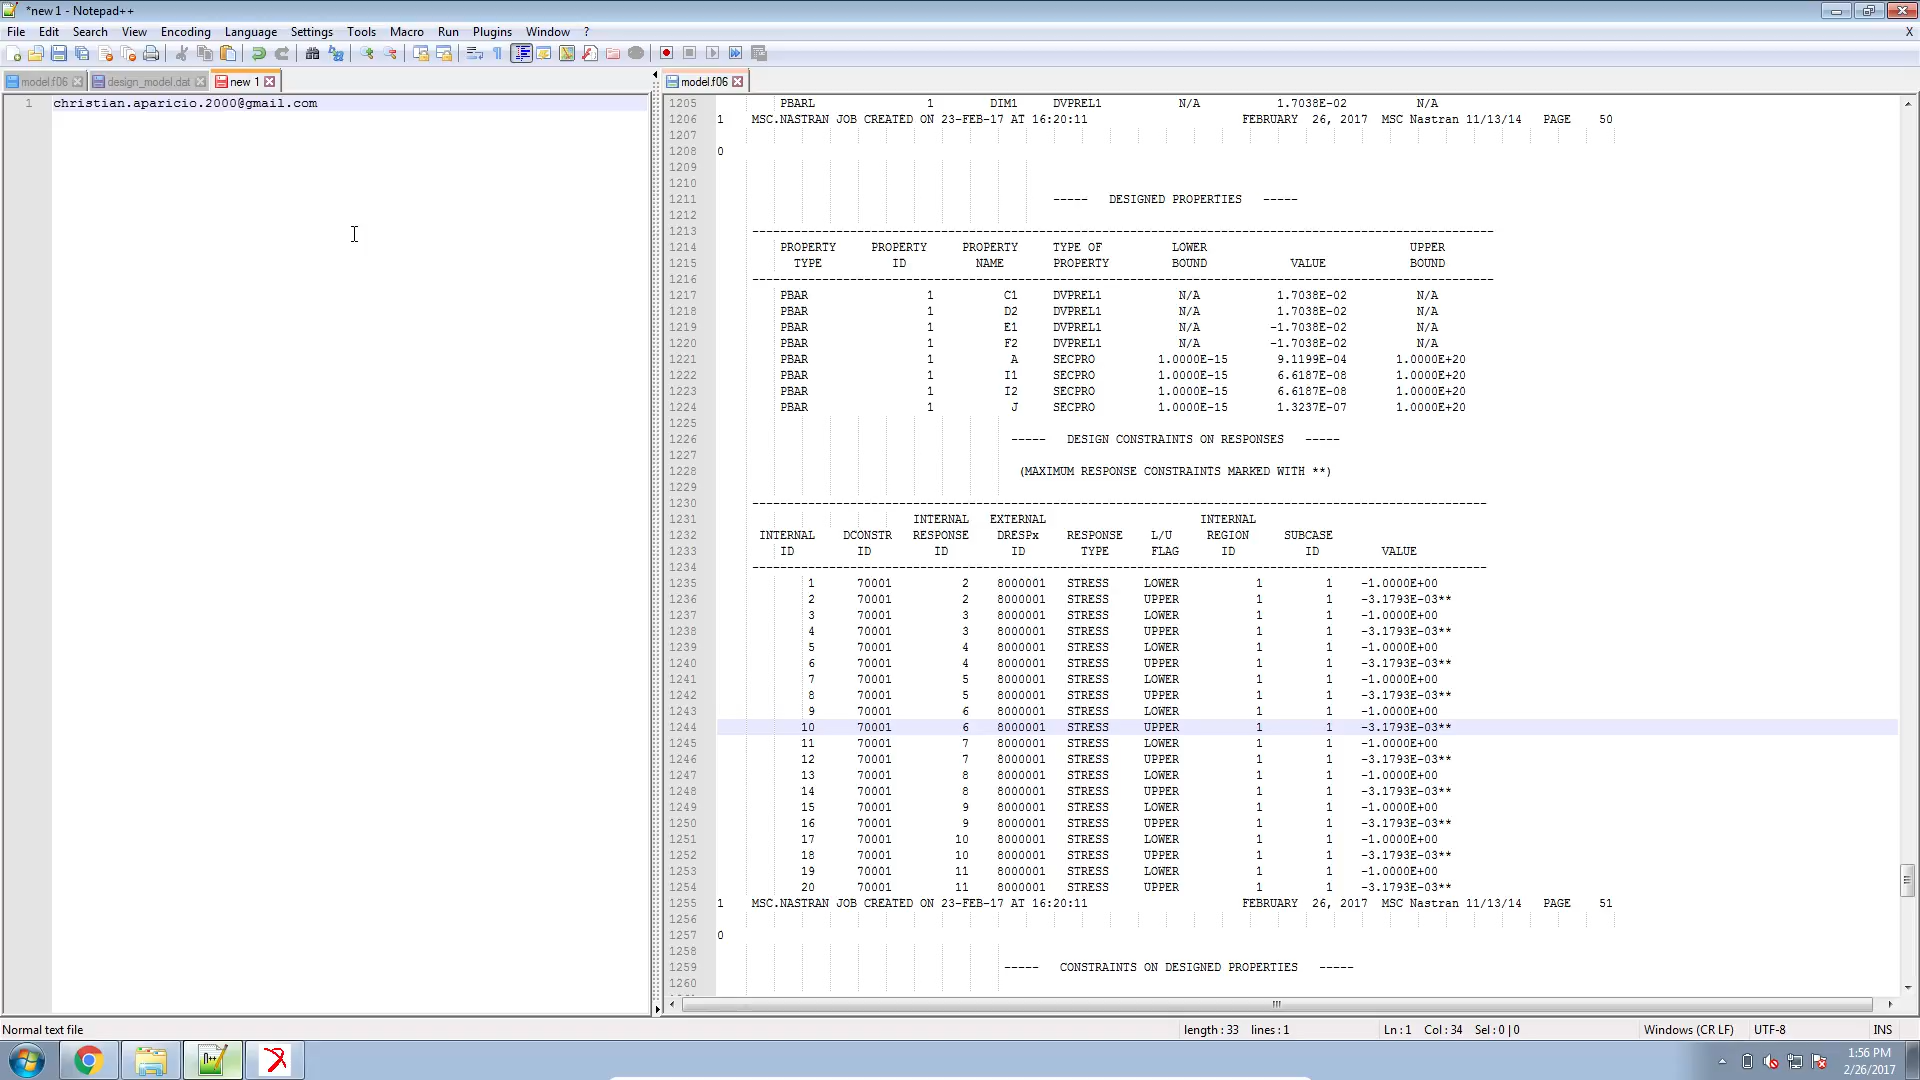 *new 1 - Notepad++
File Edit Search View Encoding Language Settings Tools Macro Run Plugins Window ? X
model.f06 design_model.dat new 1
1 christian.aparicio.2000@gmail.com
model.f06
1205 PBARL 1 DIM1 DVPREL1 N/A 1.7038E-02 N/A
1206 1 MSC.NASTRAN JOB CREATED ON 23-FEB-17 AT 16:20:11 FEBRUARY 26, 2017 MSC Nastran 11/13/14 PAGE 50
1207
1208 0
1209
1210
1211 ----- DESIGNED PROPERTIES -----
1212
1213 ----------------------------------------------------------------------------------------------------------
1214 PROPERTY PROPERTY PROPERTY TYPE OF LOWER UPPER
1215 TYPE ID NAME PROPERTY BOUND VALUE BOUND
1216 ----------------------------------------------------------------------------------------------------------
1217 PBAR 1 C1 DVPREL1 N/A 1.7038E-02 N/A
1218 PBAR 1 D2 DVPREL1 N/A 1.7038E-02 N/A
1219 PBAR 1 E1 DVPREL1 N/A -1.7038E-02 N/A
1220 PBAR 1 F2 DVPREL1 N/A -1.7038E-02 N/A
1221 PBAR 1 A SECPRO 1.0000E-15 9.1199E-04 1.0000E+20
1222 PBAR 1 I1 SECPRO 1.0000E-15 6.6187E-08 1.0000E+20
1223 PBAR 1 I2 SECPRO 1.0000E-15 6.6187E-08 1.0000E+20
1224 PBAR 1 J SECPRO 1.0000E-15 1.3237E-07 1.0000E+20
1225
1226 ----- DESIGN CONSTRAINTS ON RESPONSES -----
1227
1228 (MAXIMUM RESPONSE CONSTRAINTS MARKED WITH **)
1229
1230 ---------------------------------------------------------------------------------------------------------
1231 INTERNAL EXTERNAL INTERNAL
1232 INTERNAL DCONSTR RESPONSE DRESPx RESPONSE L/U REGION SUBCASE
1233 ID ID ID ID TYPE FLAG ID ID VALUE
1234 ---------------------------------------------------------------------------------------------------------
1235 1 70001 2 8000001 STRESS LOWER 1 1 -1.0000E+00
1236 2 70001 2 8000001 STRESS UPPER 1 1 -3.1793E-03**
1237 3 70001 3 8000001 STRESS LOWER 1 1 -1.0000E+00
1238 4 70001 3 8000001 STRESS UPPER 1 1 -3.1793E-03**
1239 5 70001 4 8000001 STRESS LOWER 1 1 -1.0000E+00
1240 6 70001 4 8000001 STRESS UPPER 1 1 -3.1793E-03**
1241 7 70001 5 8000001 STRESS LOWER 1 1 -1.0000E+00
1242 8 70001 5 8000001 STRESS UPPER 1 1 -3.1793E-03**
1243 9 70001 6 8000001 STRESS LOWER 1 1 -1.0000E+00
1244 10 70001 6 8000001 STRESS UPPER 1 1 -3.1793E-03**
1245 11 70001 7 8000001 STRESS LOWER 1 1 -1.0000E+00
1246 12 70001 7 8000001 STRESS UPPER 1 1 -3.1793E-03**
1247 13 70001 8 8000001 STRESS LOWER 1 1 -1.0000E+00
1248 14 70001 8 8000001 STRESS UPPER 1 1 -3.1793E-03**
1249 15 70001 9 8000001 STRESS LOWER 1 1 -1.0000E+00
1250 16 70001 9 8000001 STRESS UPPER 1 1 -3.1793E-03**
1251 17 70001 10 8000001 STRESS LOWER 1 1 -1.0000E+00
1252 18 70001 10 8000001 STRESS UPPER 1 1 -3.1793E-03**
1253 19 70001 11 8000001 STRESS LOWER 1 1 -1.0000E+00
1254 20 70001 11 8000001 STRESS UPPER 1 1 -3.1793E-03**
1255 1 MSC.NASTRAN JOB CREATED ON 23-FEB-17 AT 16:20:11 FEBRUARY 26, 2017 MSC Nastran 11/13/14 PAGE 51
1256
1257 0
1258
1259 ----- CONSTRAINTS ON DESIGNED PROPERTIES -----
1260
Normal text file length : 33 lines : 1 Ln : 1 Col : 34 Sel : 0 | 0 Windows (CR LF) UTF-8 INS
1:56 PM
2/26/2017